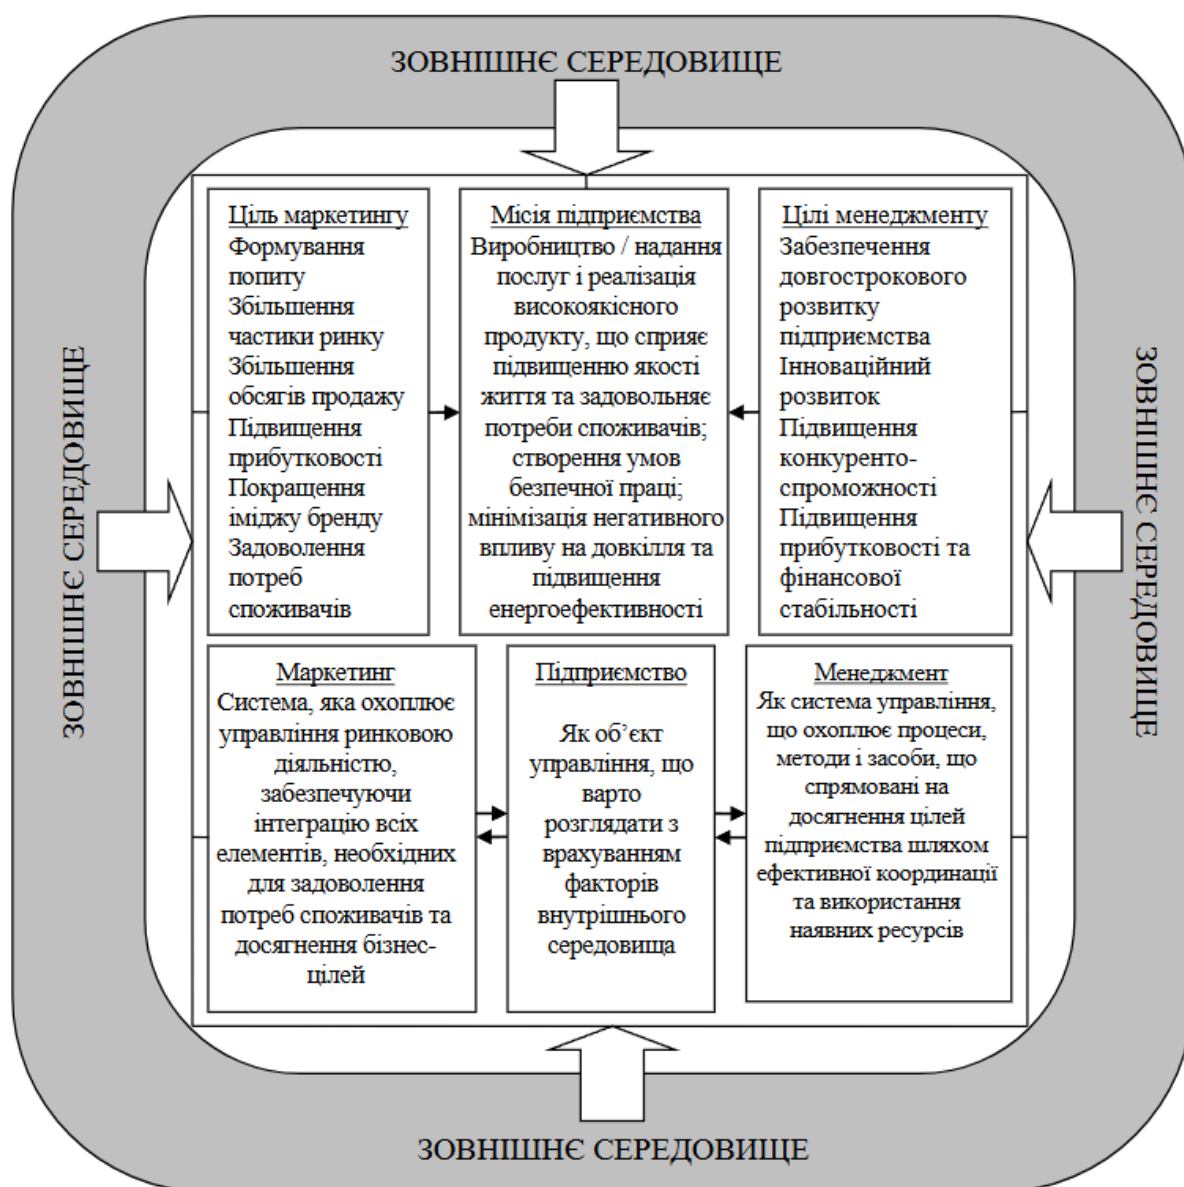 ЗОВНІШНЄ СЕРЕДОВИЩЕ
ЗОВНІШНЄ СЕРЕДОВИЩЕ
Ціль маркетингу
Формування
попиту
Збільшення
частики ринку
Збільшення
обсягів продажу
Підвищення
прибутковості
Покращення
іміджу бренду
Задоволення
потреб
споживачів
Місія підприємства
Виробництво / надання
послуг і реалізація
високоякісного
продукту, що сприяє
підвищенню якості
життя та задовольняє
потреби споживачів;
створення умов
безпечної праці;
мінімізація негативного
впливу на довкілля та
підвищення
енергоефективності
Цілі менеджменту
Забезпечення
довгострокового
розвитку
підприємства
Інноваційний
розвиток
Підвищення
конкуренто-
спроможності
Підвищення
прибутковості та
фінансової
стабільності
ЗОВНІШНЄ СЕРЕДОВИЩЕ
Маркетинг
Система, яка охоплює
управління ринковою
діяльністю,
забезпечуючи
інтеграцію всіх
елементів, необхідних
для задоволення
потреб споживачів та
досягнення бізнес-
цілей
Підприємство
Як об’єкт
управління, що
варто
розглядати з
врахуванням
факторів
внутрішнього
середовища
Менеджмент
Як система управління,
що охоплює процеси,
методи і засоби, що
спрямовані на
досягнення цілей
підприємства шляхом
ефективної координації
та використання
наявних ресурсів
ЗОВНІШНЄ СЕРЕДОВИЩЕ